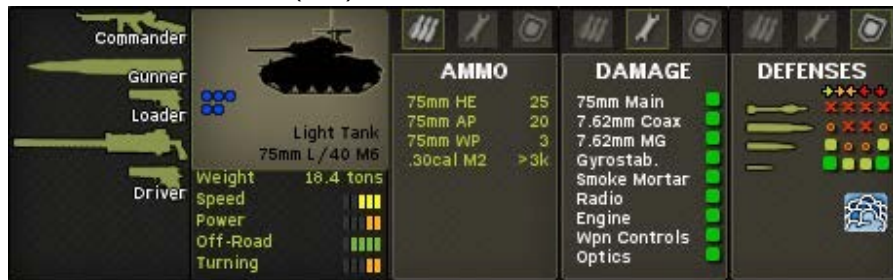 Commander
Gunner
Loader
Driver
Light Tank
75mm L/40 M6
Weight 18.4 tons
Speed
Power
Off-Road
Turning
AMMO
75mm HE 25
75mm AP 20
75mm WP 3
.30cal M2 >3k
DAMAGE
75mm Main
7.62mm Coax
7.62mm MG
Gyrostab.
Smoke Mortar
Radio
Engine
Wpn Controls
Optics
DEFENSES